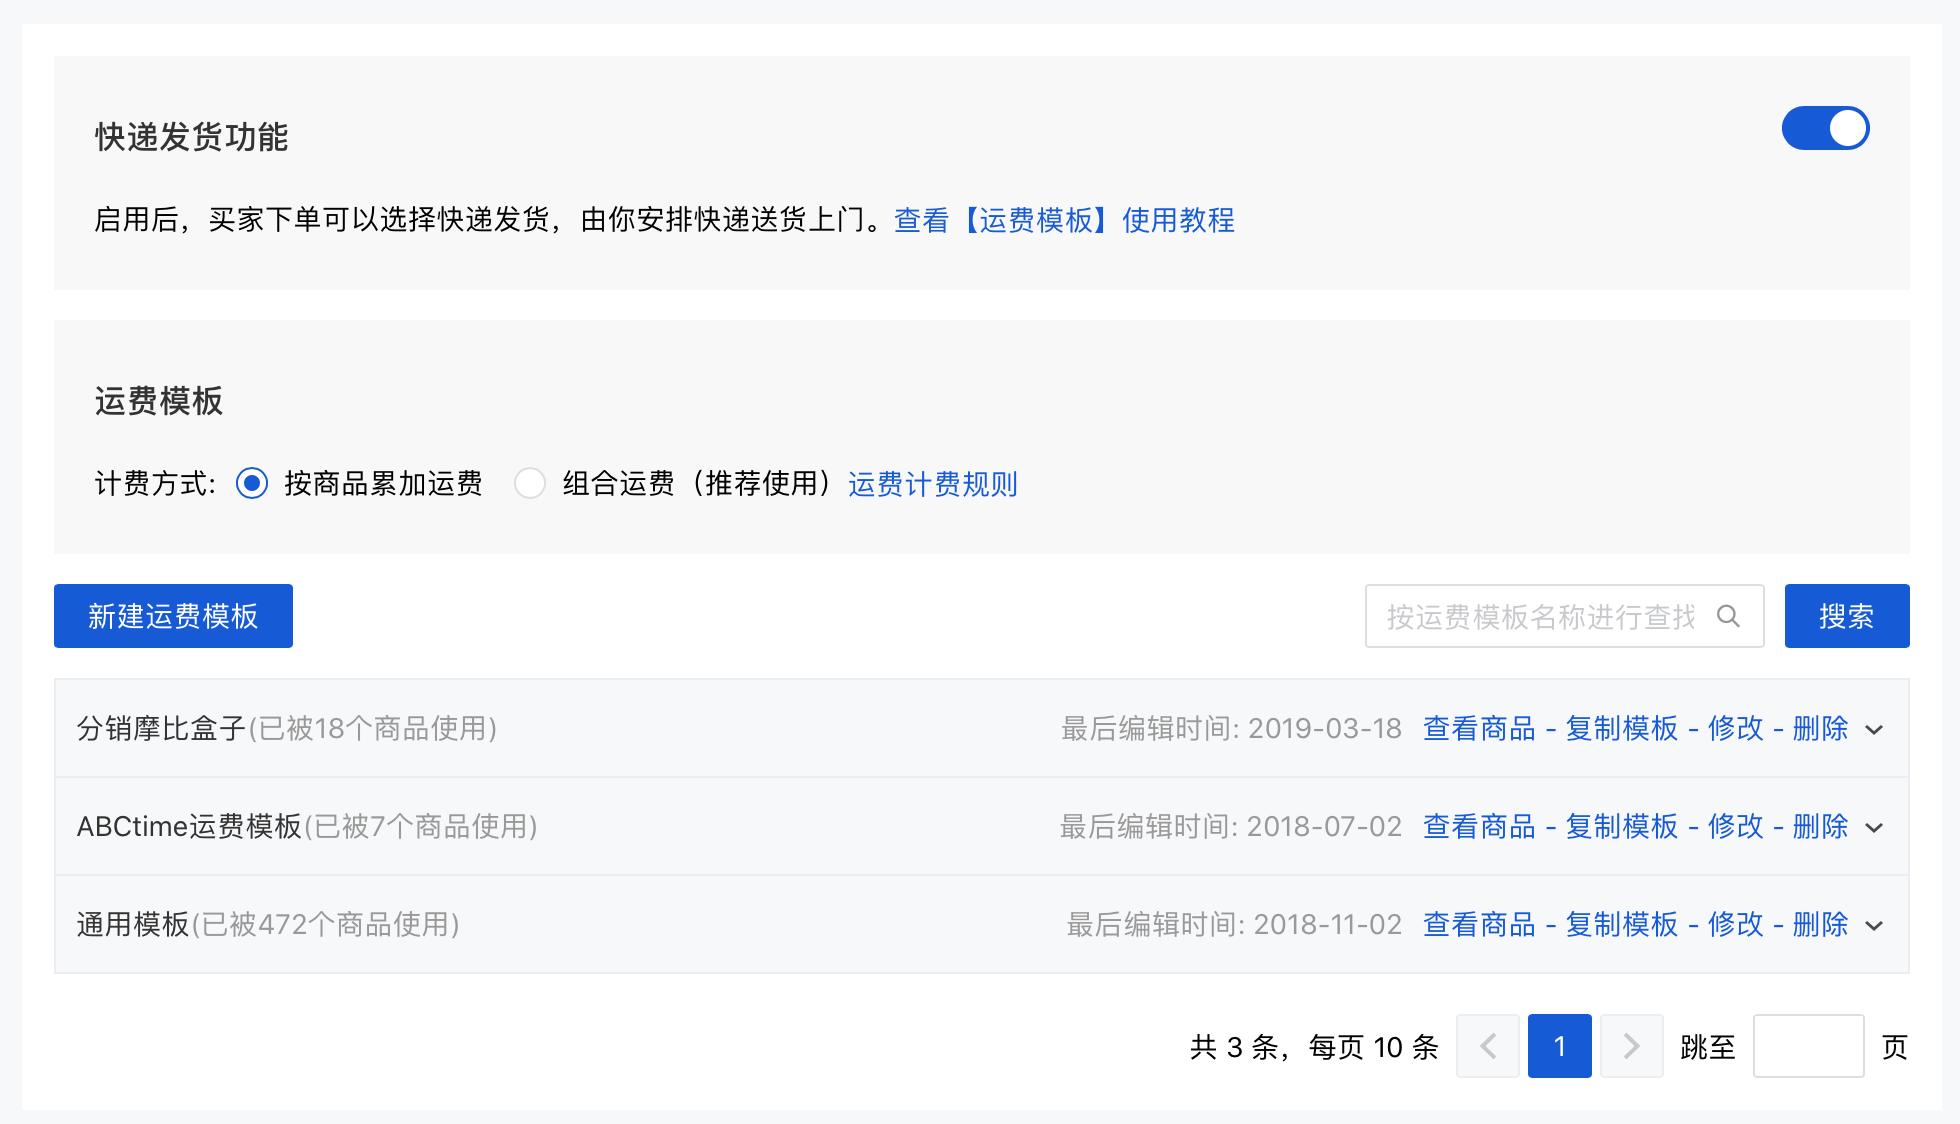 快递发货功能
启用后，买家下单可以选择快递发货，由你安排快递送货上门。查看【运费模板】使用教程
运费模板
计费方式: 按商品累加运费 组合运费（推荐使用）运费计费规则
新建运费模板 按运费模板名称进行查找 搜索
分销摩比盒子(已被18个商品使用) 最后编辑时间: 2019-03-18 查看商品 - 复制模板 - 修改 - 删除
ABCtime运费模板(已被7个商品使用) 最后编辑时间: 2018-07-02 查看商品 - 复制模板 - 修改 - 删除
通用模板(已被472个商品使用) 最后编辑时间: 2018-11-02 查看商品 - 复制模板 - 修改 - 删除
共 3 条，每页 10 条 1 跳至 页